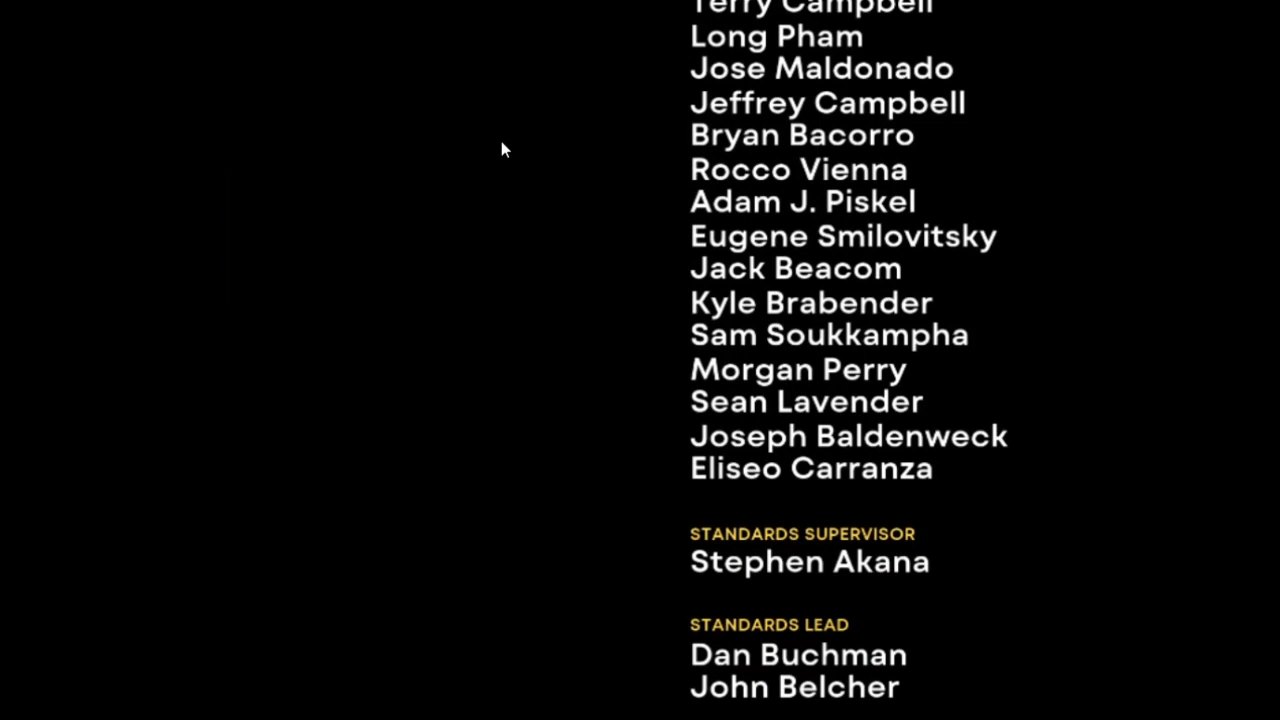 Terry Campbell
Long Pham
Jose Maldonado
Jeffrey Campbell
Bryan Bacorro
Rocco Vienna
Adam J. Piskel
Eugene Smilovitsky
Jack Beacom
Kyle Brabender
Sam Soukkampha
Morgan Perry
Sean Lavender
Joseph Baldenweck
Eliseo Carranza
STANDARDS SUPERVISOR
Stephen Akana
STANDARDS LEAD
Dan Buchman
John Belcher